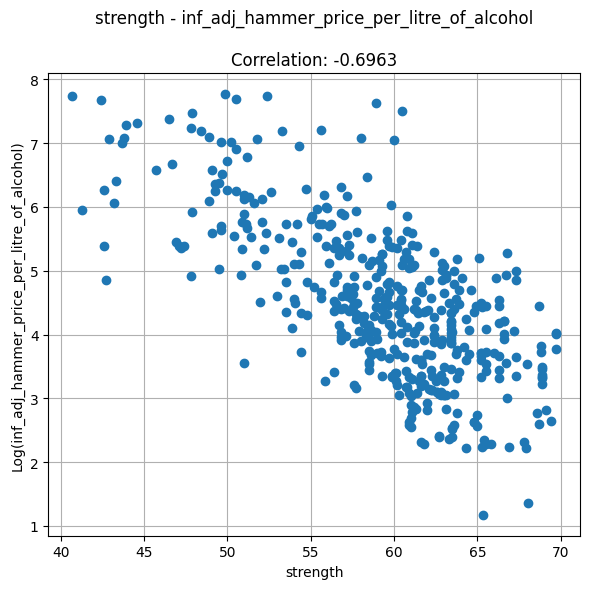 strength - inf_adj_hammer_price_per_litre_of_alcohol
Correlation: -0.6963
8
7
6
5
4
3
2
1
Log(inf_adj_hammer_price_per_litre_of_alcohol)
40 45 50 55 60 65 70
strength